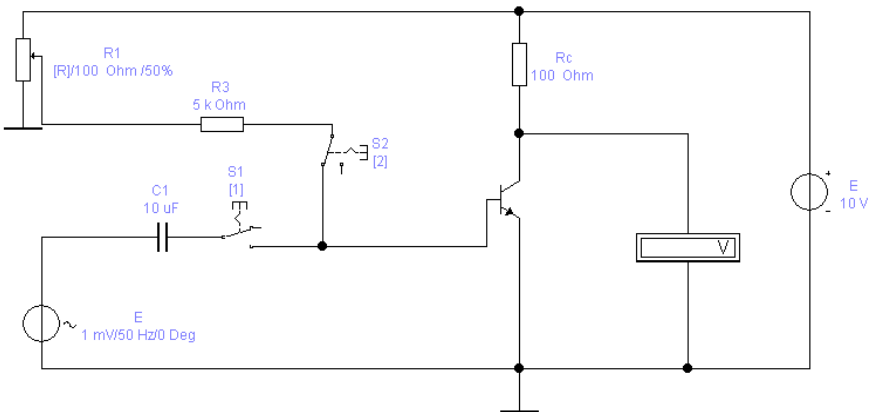 R1
[R]/100 Ohm /50%
Rc
100 Ohm
R3
5 k Ohm
S2
[2]
S1
[1]
C1
10 uF
+
E
10 V
-
V
E
1 mV/50 Hz/0 Deg